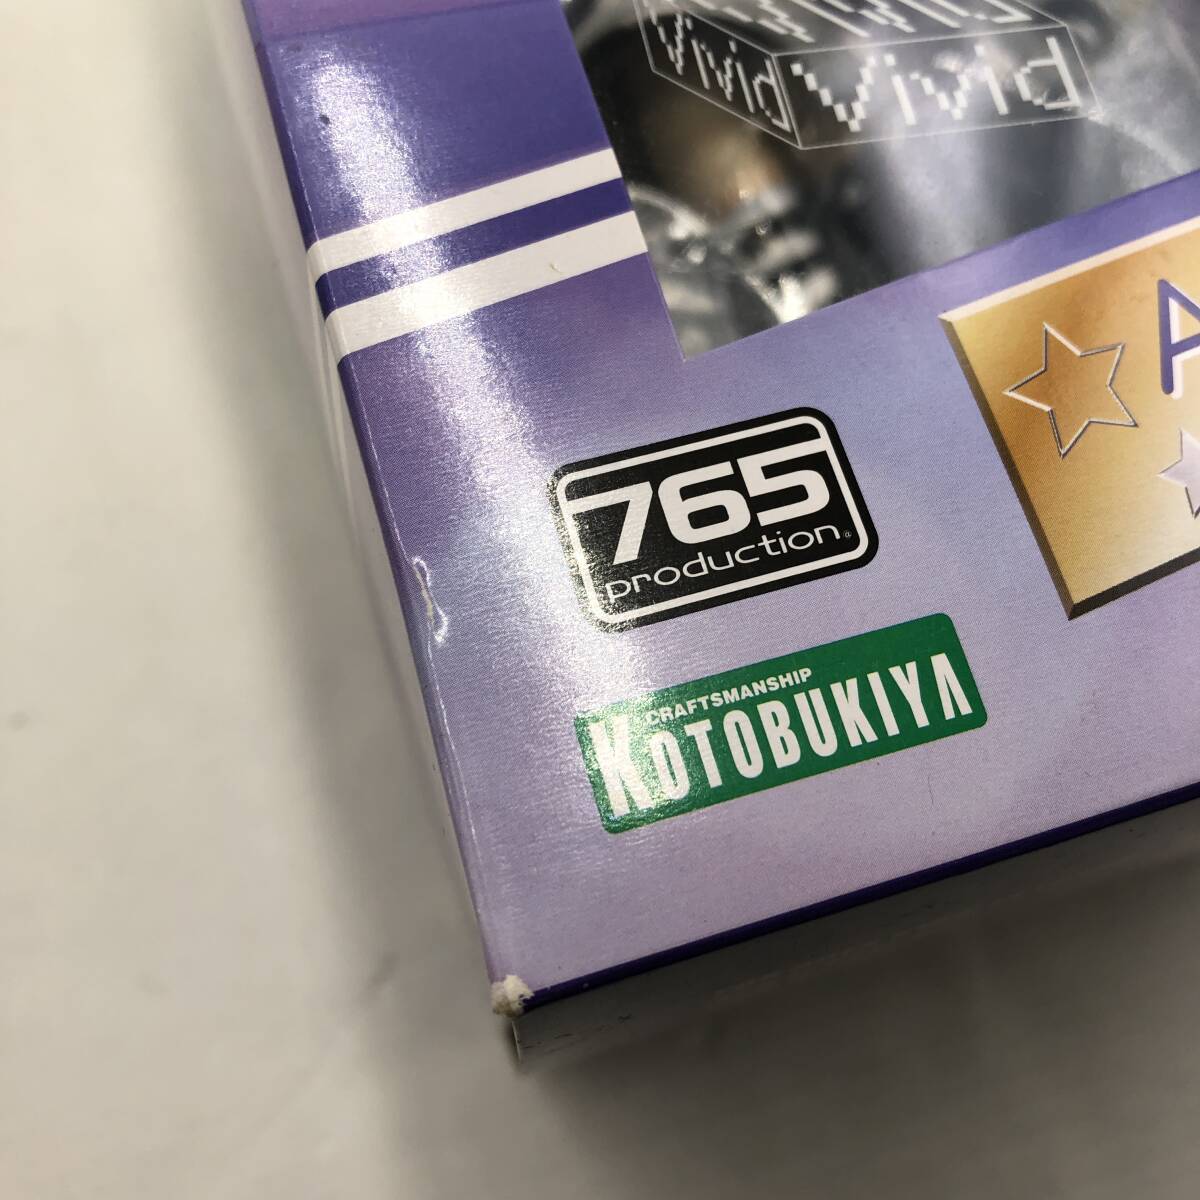 Vivid
Vivid
A
765
production
CRAFTSMANSHIP
KOTOBUKIYA